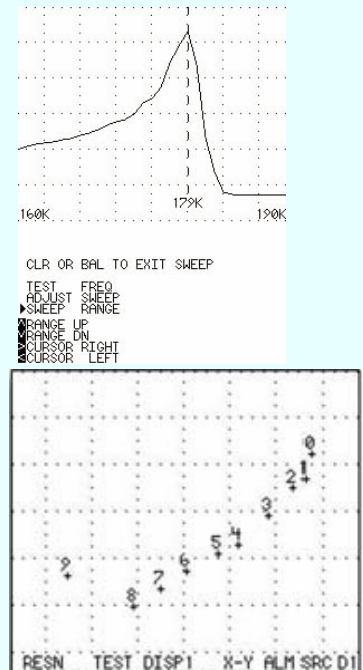 179K
160K 190K
CLR OR BAL TO EXIT SWEEP
TEST FREQ
ADJUST SWEEP
▶SWEEP RANGE
^RANGE UP
vRANGE DN
>CURSOR RIGHT
<CURSOR LEFT
0
1
2
3
4
5
6
7
8
9
RESN TEST DISP1 X-Y ALM SRC D1